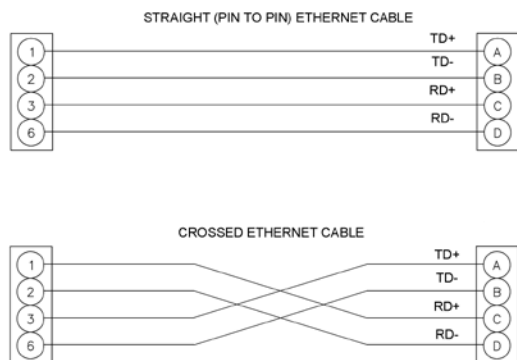 STRAIGHT (PIN TO PIN) ETHERNET CABLE
1 TD+ A
2 TD- B
3 RD+ C
6 RD- D
CROSSED ETHERNET CABLE
1 TD+ A
2 TD- B
3 RD+ C
6 RD- D